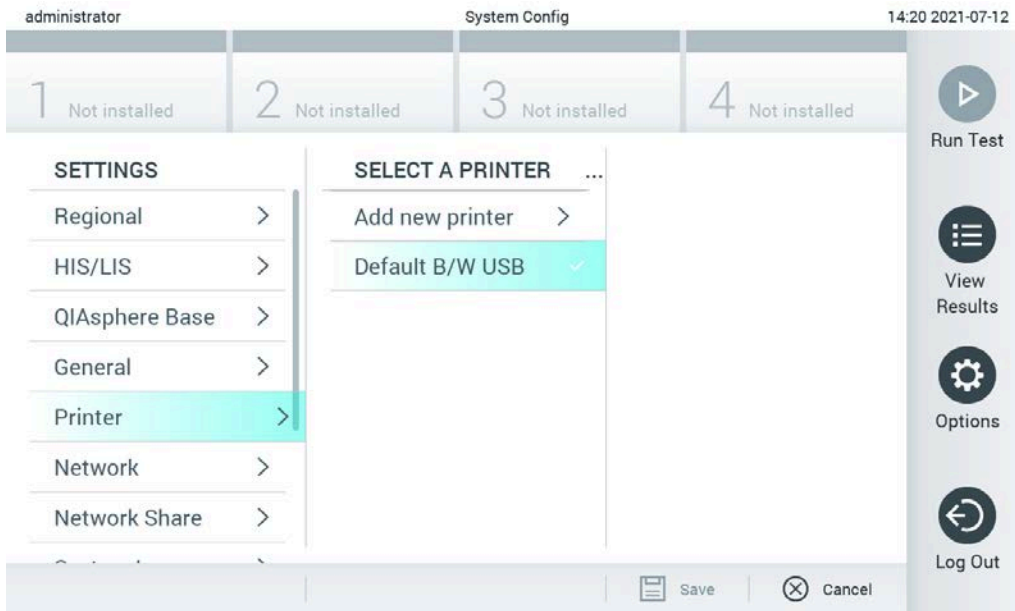 administrator System Config 14:20 2021-07-12
1 Not installed 2 Not installed 3 Not installed 4 Not installed
Run Test
SETTINGS
Regional
HIS/LIS
QIAsphere Base
General
Printer
Network
Network Share
SELECT A PRINTER ...
Add new printer
Default B/W USB
View
Results
Options
Log Out
Save Cancel